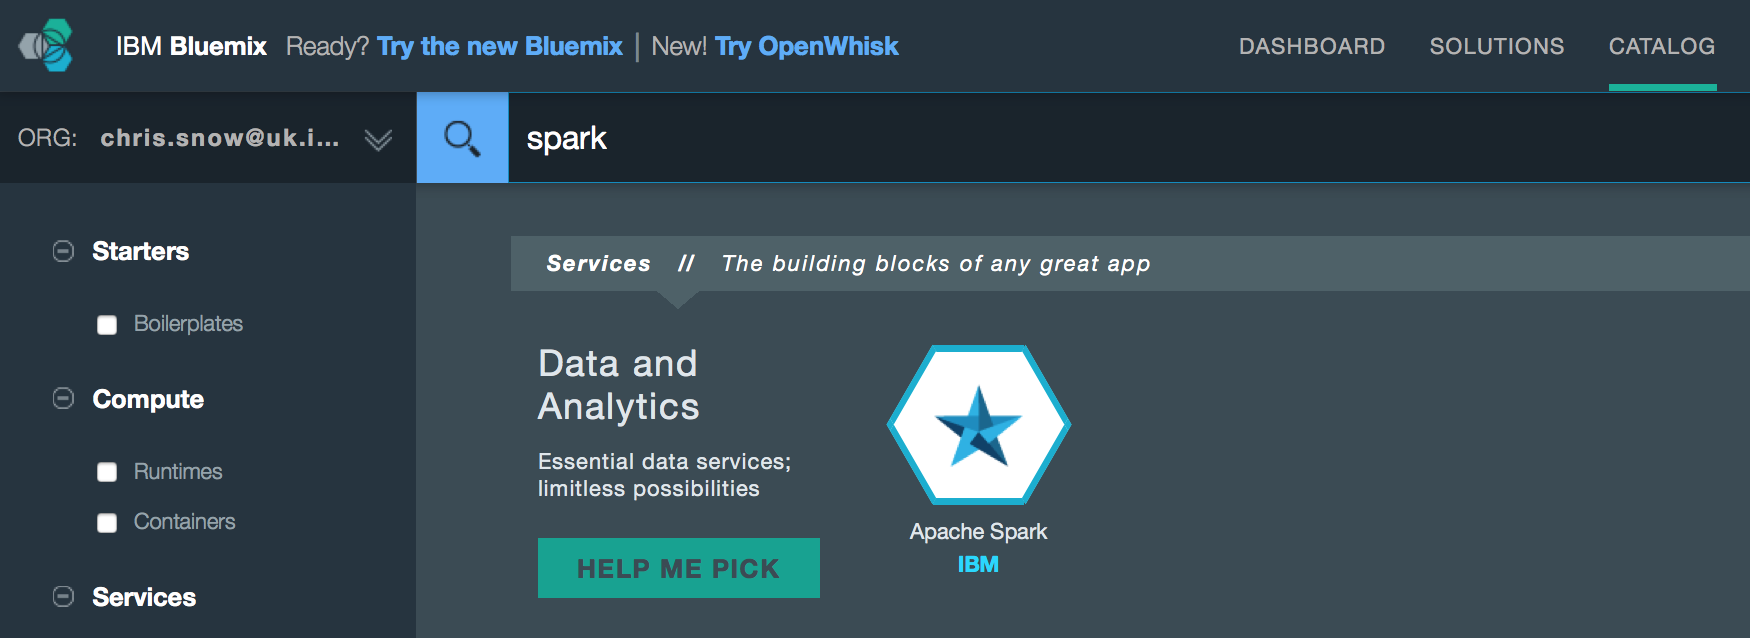 IBM Bluemix Ready? Try the new Bluemix | New! Try OpenWhisk
DASHBOARD SOLUTIONS CATALOG
ORG: chris.snow@uk.i...
spark
Starters
Boilerplates
Compute
Runtimes
Containers
Services
Services // The building blocks of any great app
Data and
Analytics
Essential data services;
limitless possibilities
HELP ME PICK
Apache Spark
IBM